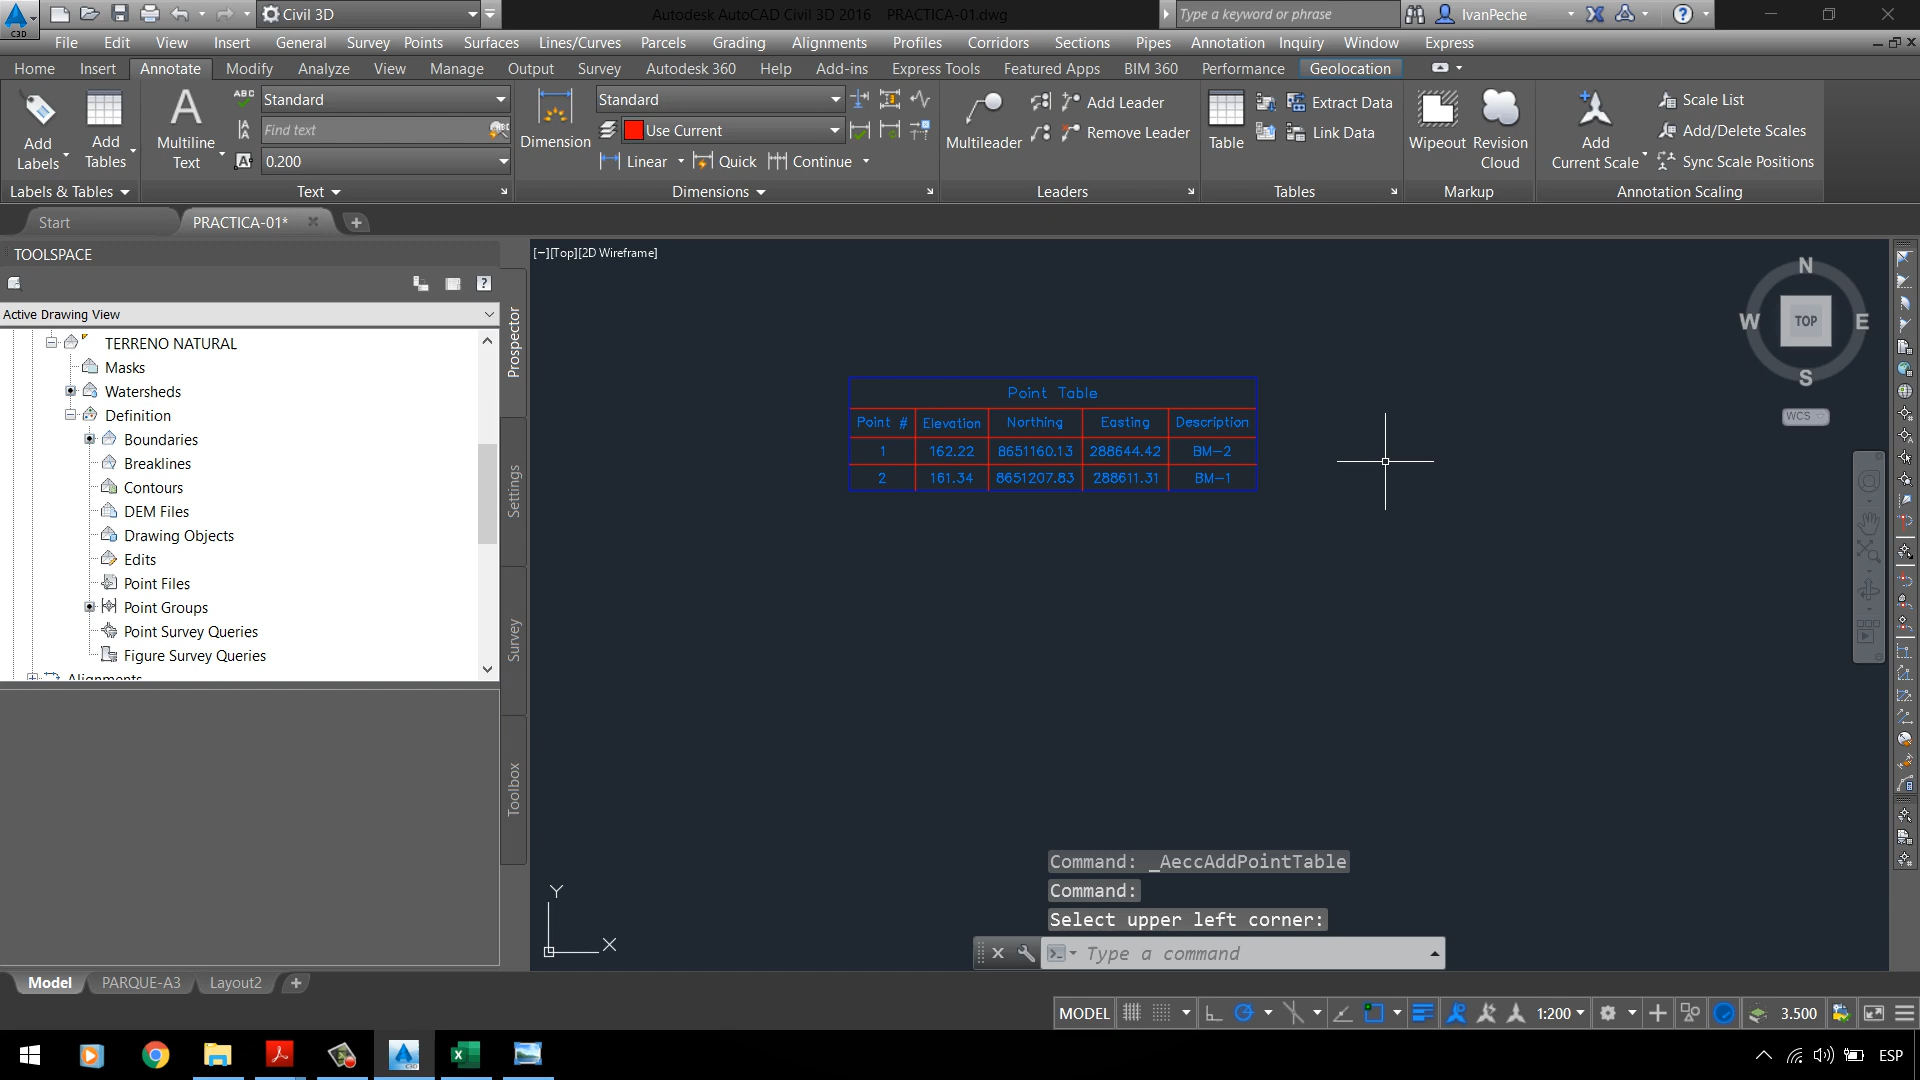 C3D
Civil 3D
Autodesk AutoCAD Civil 3D 2016 PRACTICA-01.dwg
Type a keyword or phrase
IvanPeche
File Edit View Insert General Survey Points Surfaces Lines/Curves Parcels Grading Alignments Profiles Corridors Sections Pipes Annotation Inquiry Window Express
Home Insert Annotate Modify Analyze View Manage Output Survey Autodesk 360 Help Add-ins Express Tools Featured Apps BIM 360 Performance Geolocation
Add Labels
Add Tables
Labels & Tables
Multiline Text
ABC
Standard
Find text
0.200
Text
Dimension
Standard
Use Current
Linear Quick Continue
Dimensions
Multileader
Add Leader
Remove Leader
Leaders
Table
Extract Data
Link Data
Tables
Wipeout
Revision Cloud
Markup
Add Current Scale
Scale List
Add/Delete Scales
Sync Scale Positions
Annotation Scaling
Start PRACTICA-01*
TOOLSPACE
Active Drawing View
TERRENO NATURAL
Masks
Watersheds
Definition
Boundaries
Breaklines
Contours
DEM Files
Drawing Objects
Edits
Point Files
Point Groups
Point Survey Queries
Figure Survey Queries
Alignments
Prospector
Settings
Survey
Toolbox
[−][Top][2D Wireframe]
N
W TOP E
S
WCS
Point Table
Point # Elevation Northing Easting Description
1 162.22 8651160.13 288644.42 BM-2
2 161.34 8651207.83 288611.31 BM-1
Y
X
Command: _AeccAddPointTable
Command:
Select upper left corner:
Type a command
Model PARQUE-A3 Layout2
MODEL 1:200 3.500
ESP